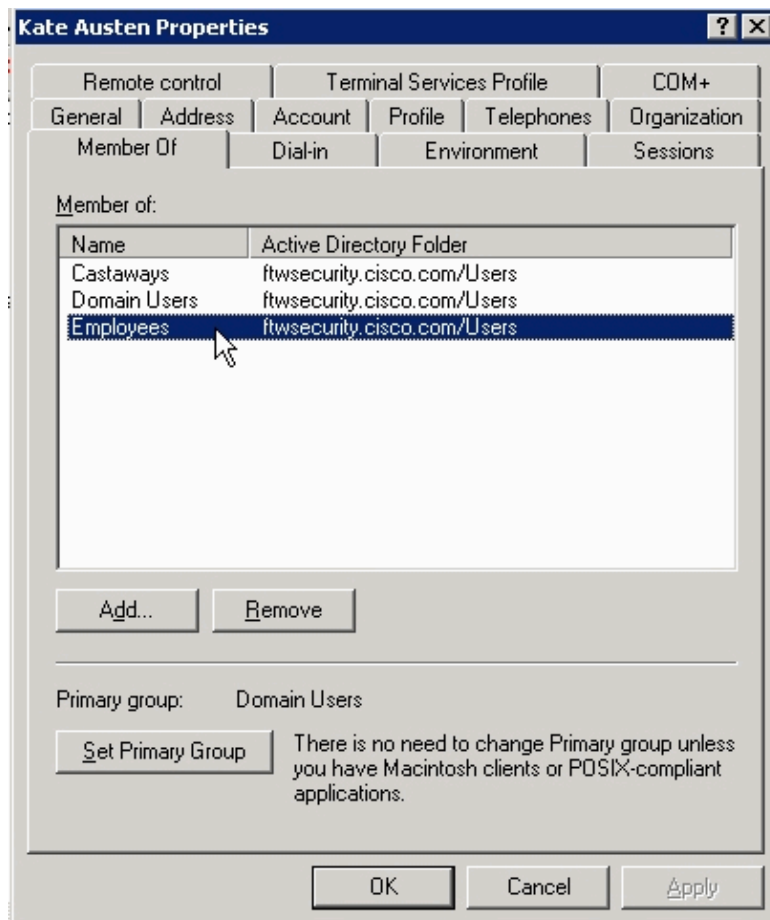 Kate Austen Properties
Remote control Terminal Services Profile COM+
General Address Account Profile Telephones Organization
Member Of Dial-in Environment Sessions
Member of:
Name Active Directory Folder
Castaways ftwsecurity.cisco.com/Users
Domain Users ftwsecurity.cisco.com/Users
Employees ftwsecurity.cisco.com/Users
Add... Remove
Primary group: Domain Users
Set Primary Group
There is no need to change Primary group unless
you have Macintosh clients or POSIX-compliant
applications.
OK Cancel Apply